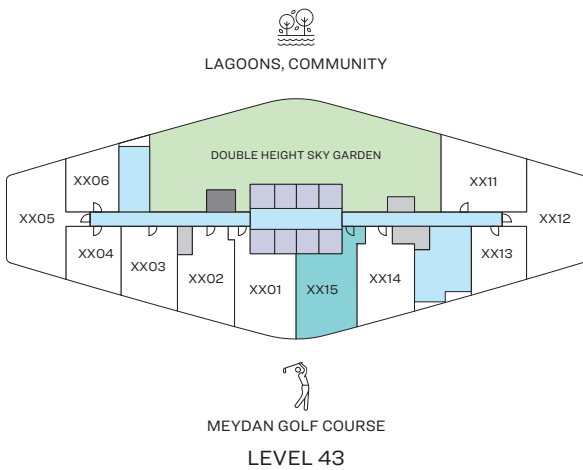 LAGOONS, COMMUNITY
DOUBLE HEIGHT SKY GARDEN
XX06
XX11
XX05
XX12
XX04
XX03
XX02
XX01
XX15
XX14
XX13
MEYDAN GOLF COURSE
LEVEL 43